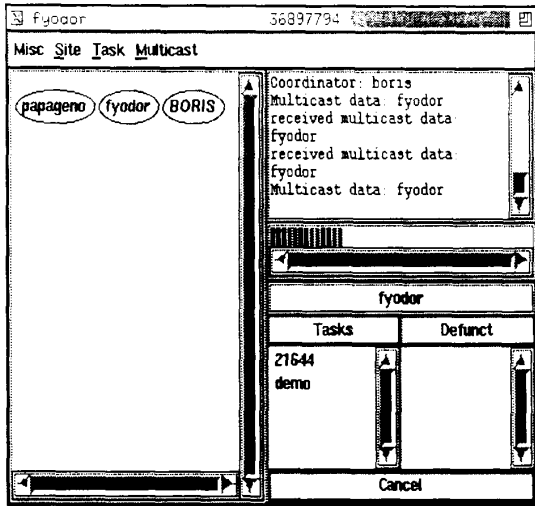 fyodor 36897794
Misc Site Task Multicast
papageno fyodor BORIS
Coordinator: boris
Multicast data: fyodor
received multicast data:
fyodor
received multicast data:
fyodor
Multicast data: fyodor
fyodor
Tasks Defunct
21644
demo
Cancel